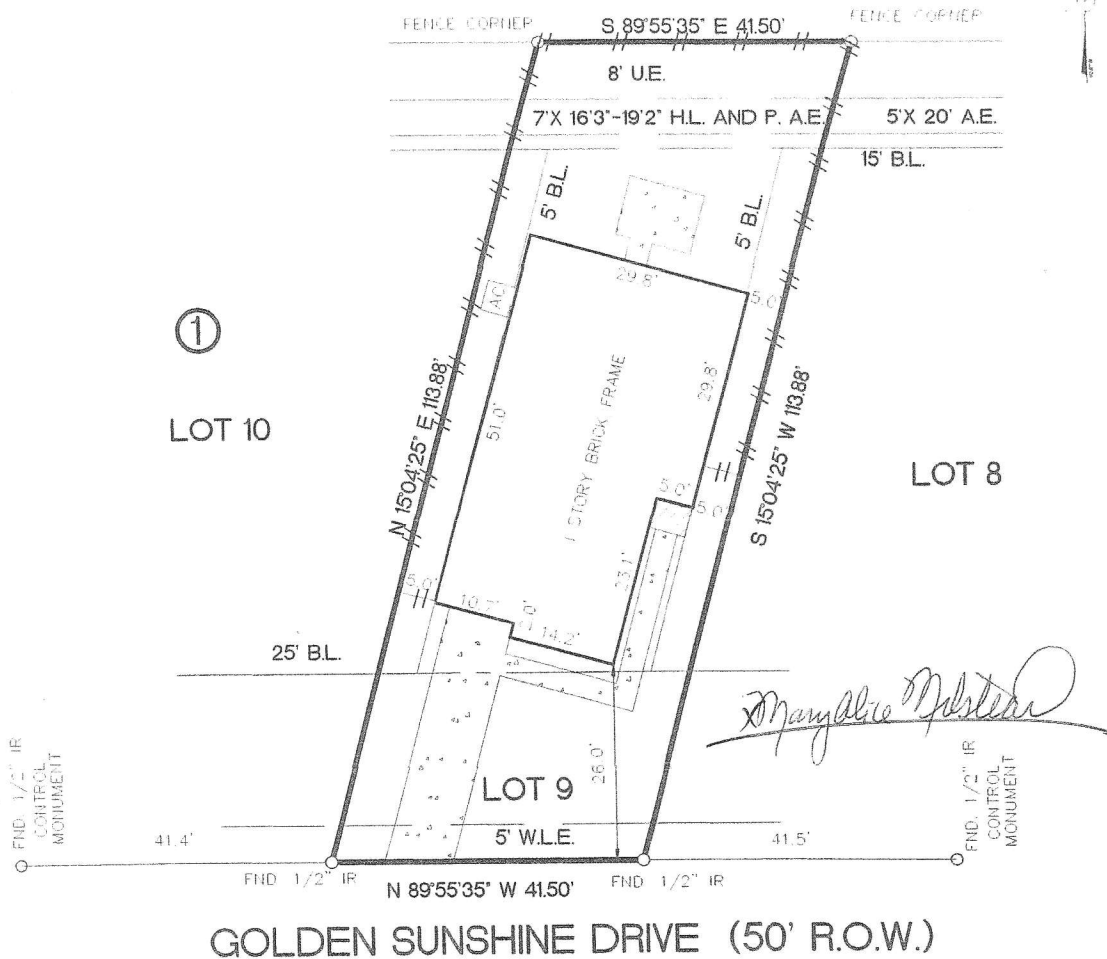 FENCE CORNER
S 89°55'35" E 41.50'
FENCE CORNER
8' U.E.
7'X 16'3"-19'2" H.L. AND P. A.E.
5'X 20' A.E.
15' B.L.
5' B.L.
5' B.L.
29.8'
5.0'
AC
1
LOT 10
N 15°04'25" E 113.88'
51.0'
1 STORY BRICK FRAME
29.8'
S 15°04'25" W 113.88'
LOT 8
5.0'
5.0'
23.1'
5.0'
10.7'
14.2'
25' B.L.
Mary Alice Milstead
26.0'
LOT 9
5' W.L.E.
FND. 1/2" IR
CONTROL
MONUMENT
41.4'
41.5'
FND. 1/2" IR
CONTROL
MONUMENT
FND 1/2" IR
FND 1/2" IR
N 89°55'35" W 41.50'
GOLDEN SUNSHINE DRIVE (50' R.O.W.)